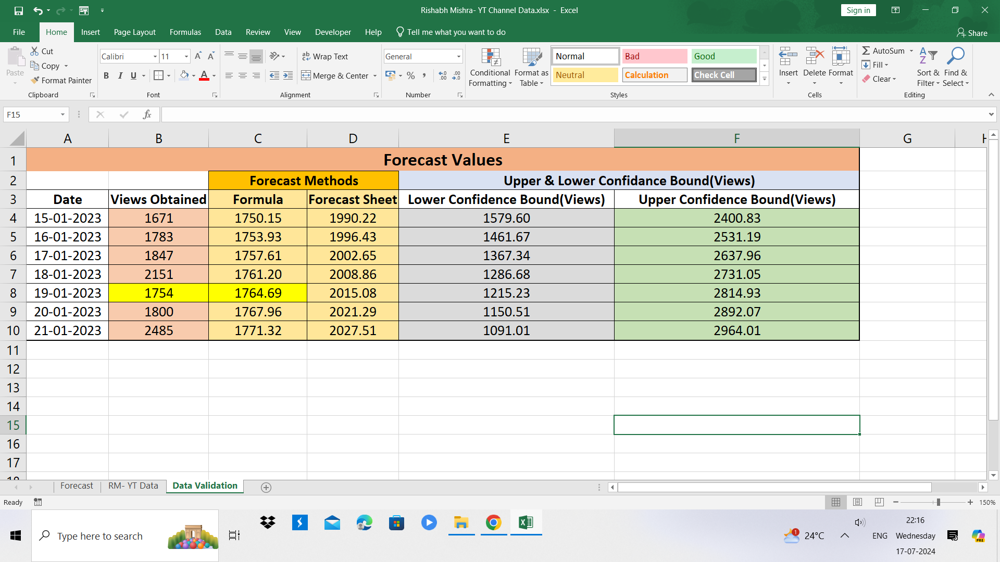 Rishabh Mishra- YT Channel Data.xlsx - Excel
Sign in
File Home Insert Page Layout Formulas Data Review View Developer Help Tell me what you want to do Share
Paste Cut Copy Format Painter Clipboard
Calibri 11 B I U Font
Wrap Text Merge & Center Alignment
General % Number
Conditional Formatting Format as Table
Normal Bad Good
Neutral Calculation Check Cell
Styles
Insert Delete Format Cells
AutoSum Fill Clear Sort & Filter Find & Select Editing
F15 fx
A B C D E F G H
1 Forecast Values
2 Forecast Methods Upper & Lower Confidance Bound(Views)
3 Date Views Obtained Formula Forecast Sheet Lower Confidence Bound(Views) Upper Confidence Bound(Views)
4 15-01-2023 1671 1750.15 1990.22 1579.60 2400.83
5 16-01-2023 1783 1753.93 1996.43 1461.67 2531.19
6 17-01-2023 1847 1757.61 2002.65 1367.34 2637.96
7 18-01-2023 2151 1761.20 2008.86 1286.68 2731.05
8 19-01-2023 1754 1764.69 2015.08 1215.23 2814.93
9 20-01-2023 1800 1767.96 2021.29 1150.51 2892.07
10 21-01-2023 2485 1771.32 2027.51 1091.01 2964.01
11
12
13
14
15
16
17
18
Forecast RM- YT Data Data Validation
Ready 150%
Type here to search
1 24°C ENG
22:16
Wednesday
17-07-2024
PRE